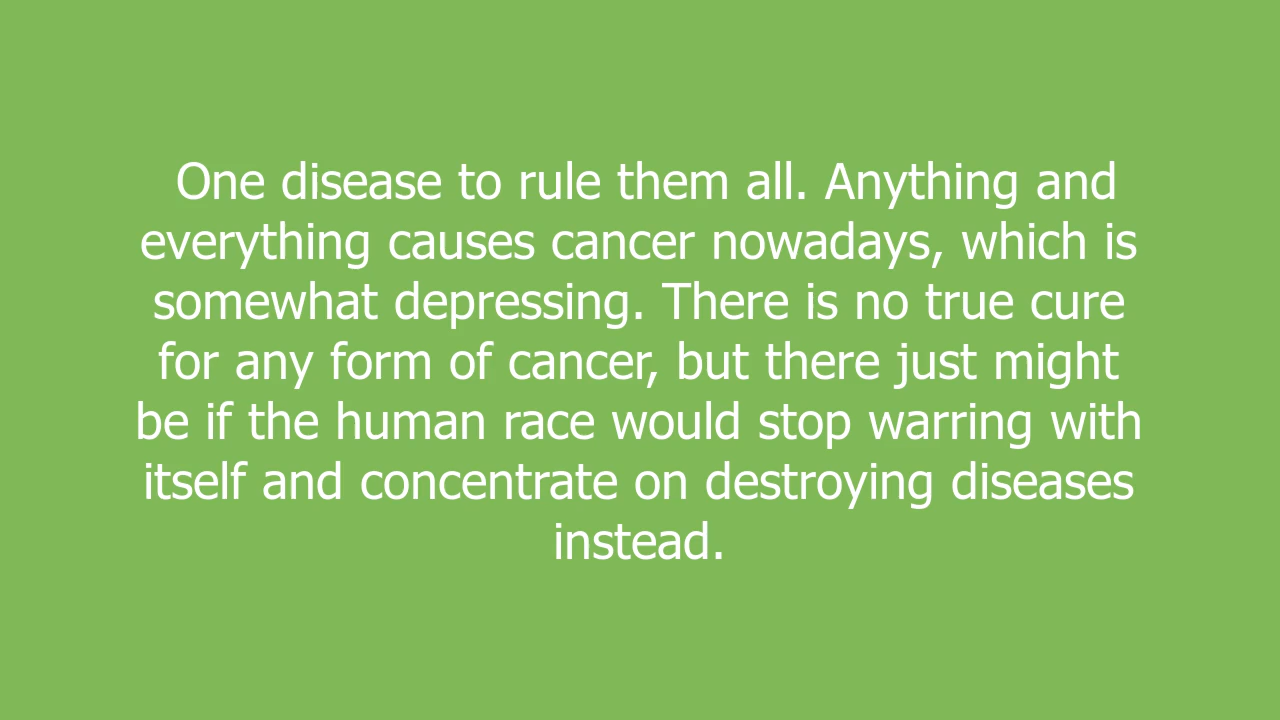 One disease to rule them all. Anything and
everything causes cancer nowadays, which is
somewhat depressing. There is no true cure
for any form of cancer, but there just might
be if the human race would stop warring with
itself and concentrate on destroying diseases
instead.